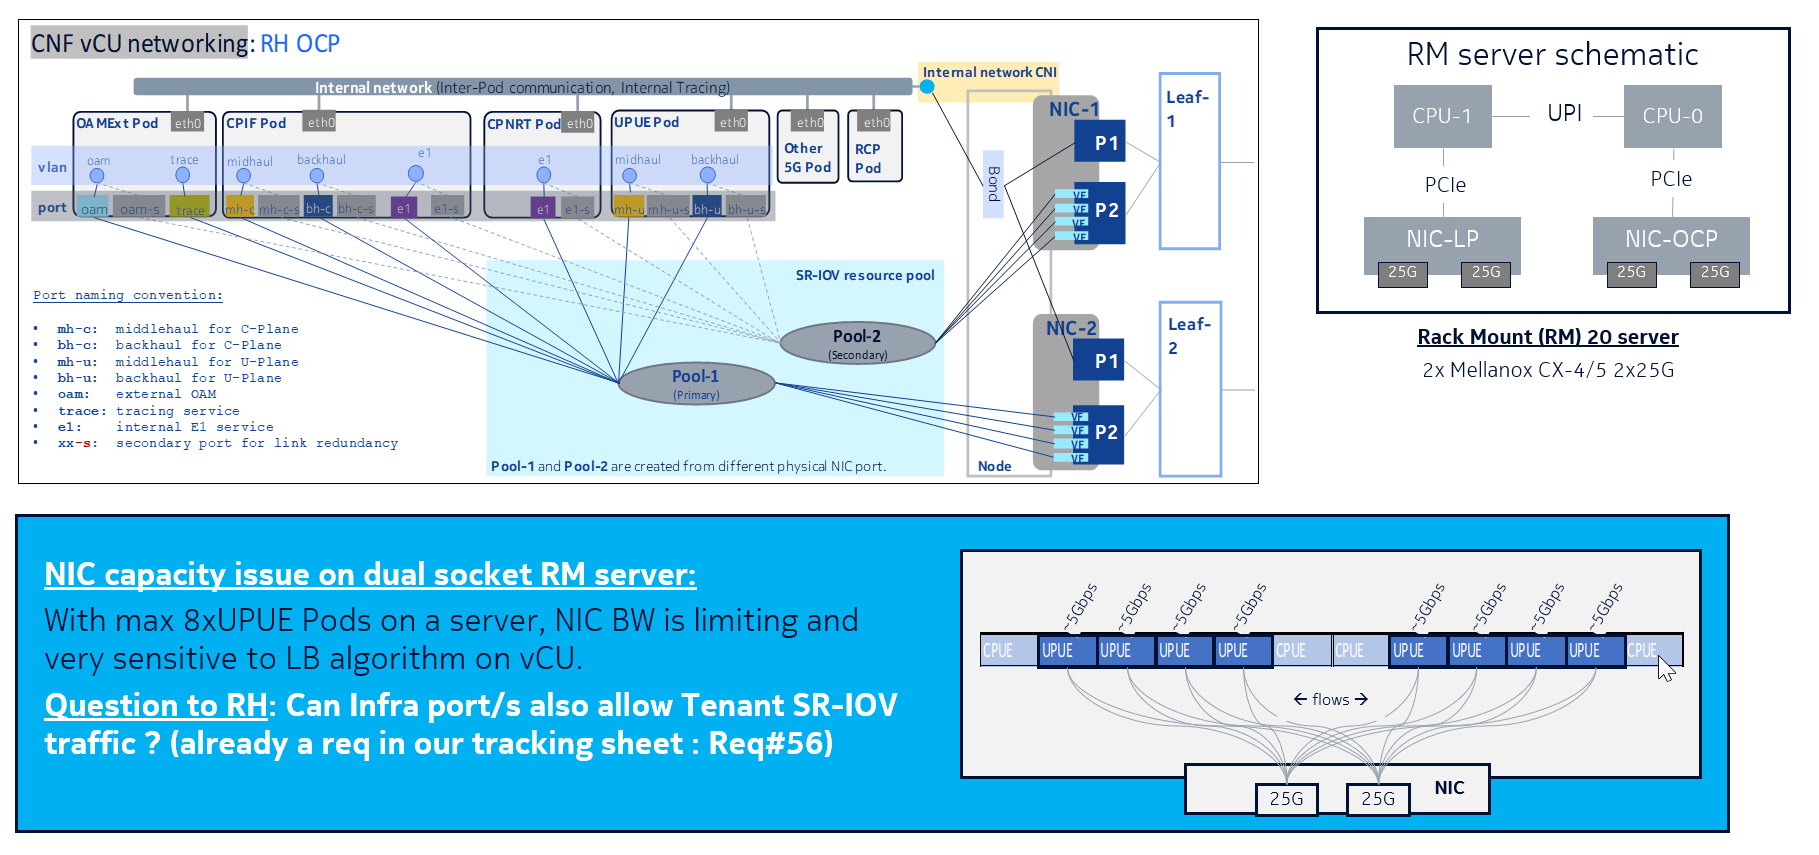 CNF vCU networking: RH OCP
Internal network (Inter-Pod communication, Internal Tracing)
Internal network CNI
OAMExt Pod
eth0
CPIF Pod
eth0
CPNRT Pod
eth0
UPUE Pod
eth0
eth0
Other
5G Pod
eth0
RCP
Pod
vlan
oam
trace
midhaul
backhaul
e1
e1
midhaul
backhaul
port
oam
oam-s
trace
mh-c
mh-c-s
bh-c
bh-c-s
e1
e1-s
e1
e1-s
mh-u
mh-u-s
bh-u
bh-u-s
Bond
NIC-1
P1
VF
VF
VF
VF
P2
Leaf-
1
NIC-2
P1
VF
VF
VF
VF
P2
Leaf-
2
Node
SR-IOV resource pool
Pool-2
(Secondary)
Pool-1
(Primary)
Pool-1 and Pool-2 are created from different physical NIC port.
Port naming convention:
• mh-c: middlehaul for C-Plane
• bh-c: backhaul for C-Plane
• mh-u: middlehaul for U-Plane
• bh-u: backhaul for U-Plane
• oam: external OAM
• trace: tracing service
• e1: internal E1 service
• xx-s: secondary port for link redundancy
RM server schematic
CPU-1
UPI
CPU-0
PCIe
PCIe
NIC-LP
25G
25G
NIC-OCP
25G
25G
Rack Mount (RM) 20 server
2x Mellanox CX-4/5 2x25G
NIC capacity issue on dual socket RM server:
With max 8xUPUE Pods on a server, NIC BW is limiting and
very sensitive to LB algorithm on vCU.
Question to RH: Can Infra port/s also allow Tenant SR-IOV
traffic ? (already a req in our tracking sheet : Req#56)
~5Gbps
~5Gbps
~5Gbps
~5Gbps
~5Gbps
~5Gbps
~5Gbps
~5Gbps
CPUE
UPUE
UPUE
UPUE
UPUE
CPUE
CPUE
UPUE
UPUE
UPUE
UPUE
CPUE
← flows →
25G
25G
NIC